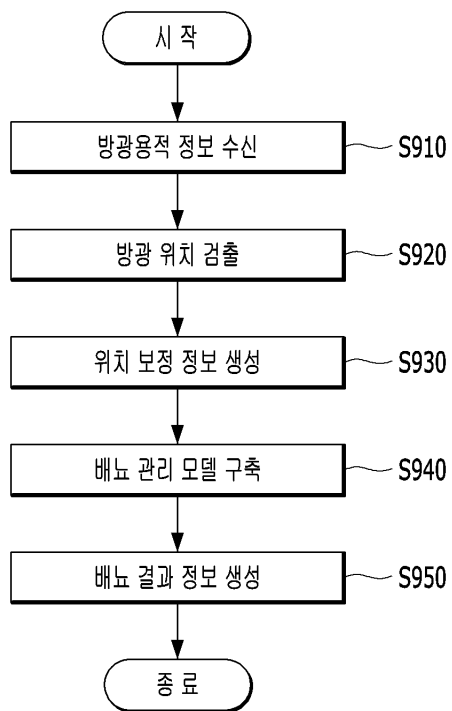 시 작
방광용적 정보 수신
S910
방광 위치 검출
S920
위치 보정 정보 생성
S930
배뇨 관리 모델 구축
S940
배뇨 결과 정보 생성
S950
종 료